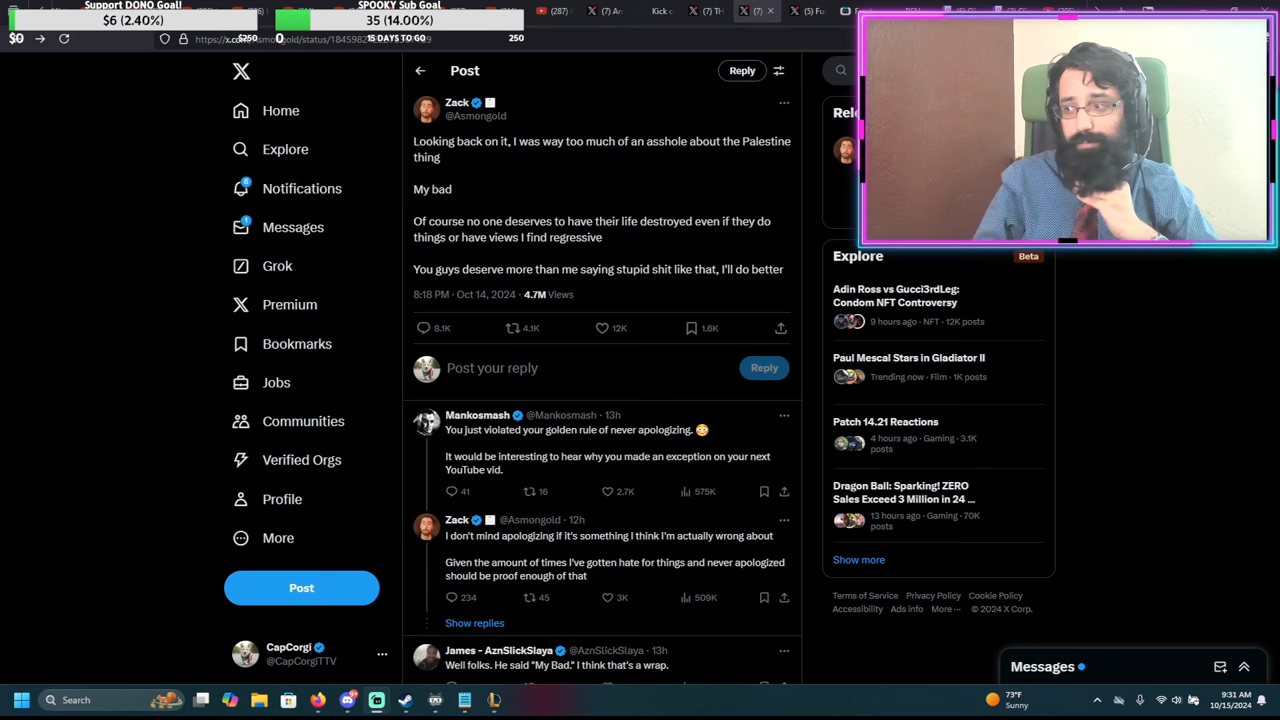 Support DONO Goal!
SPOOKY Sub Goal
$6 (2.40%)
35 (14.00%)
$0
$250
0
15 DAYS TO GO
250
(287
(7) Ar
Kick c
(7) TH
(7)
(5) Fu
Post
Reply
Home
Explore
Notifications
6
Messages
1
Grok
Premium
Bookmarks
Jobs
Communities
Verified Orgs
Profile
More
Post
CapCorgi
@CapCorgiTTV
Zack
@Asmongold
Looking back on it, I was way too much of an asshole about the Palestine
thing
My bad
Of course no one deserves to have their life destroyed even if they do
things or have views I find regressive
You guys deserve more than me saying stupid shit like that, I'll do better
8:18 PM · Oct 14, 2024 · 4.7M Views
8.1K 4.1K 12K 1.6K
Post your reply
Reply
Mankosmash @Mankosmash · 13h
You just violated your golden rule of never apologizing. 😳
It would be interesting to hear why you made an exception on your next
YouTube vid.
41 16 2.7K 575K
Zack @Asmongold · 12h
I don't mind apologizing if it's something I think I'm actually wrong about
Given the amount of times I've gotten hate for things and never apologized
should be proof enough of that
234 45 3K 509K
Show replies
James - AznSlickSlaya @AznSlickSlaya · 13h
Well folks. He said "My Bad." I think that's a wrap.
Explore
Beta
Adin Ross vs Gucci3rdLeg:
Condom NFT Controversy
9 hours ago · NFT · 12K posts
Paul Mescal Stars in Gladiator II
Trending now · Film · 1K posts
Patch 14.21 Reactions
4 hours ago · Gaming · 3.1K
posts
Dragon Ball: Sparking! ZERO
Sales Exceed 3 Million in 24 ...
13 hours ago · Gaming · 70K
posts
Show more
Terms of Service Privacy Policy Cookie Policy
Accessibility Ads info More ··· © 2024 X Corp.
Messages
Search
73°F
Sunny
9:31 AM
10/15/2024